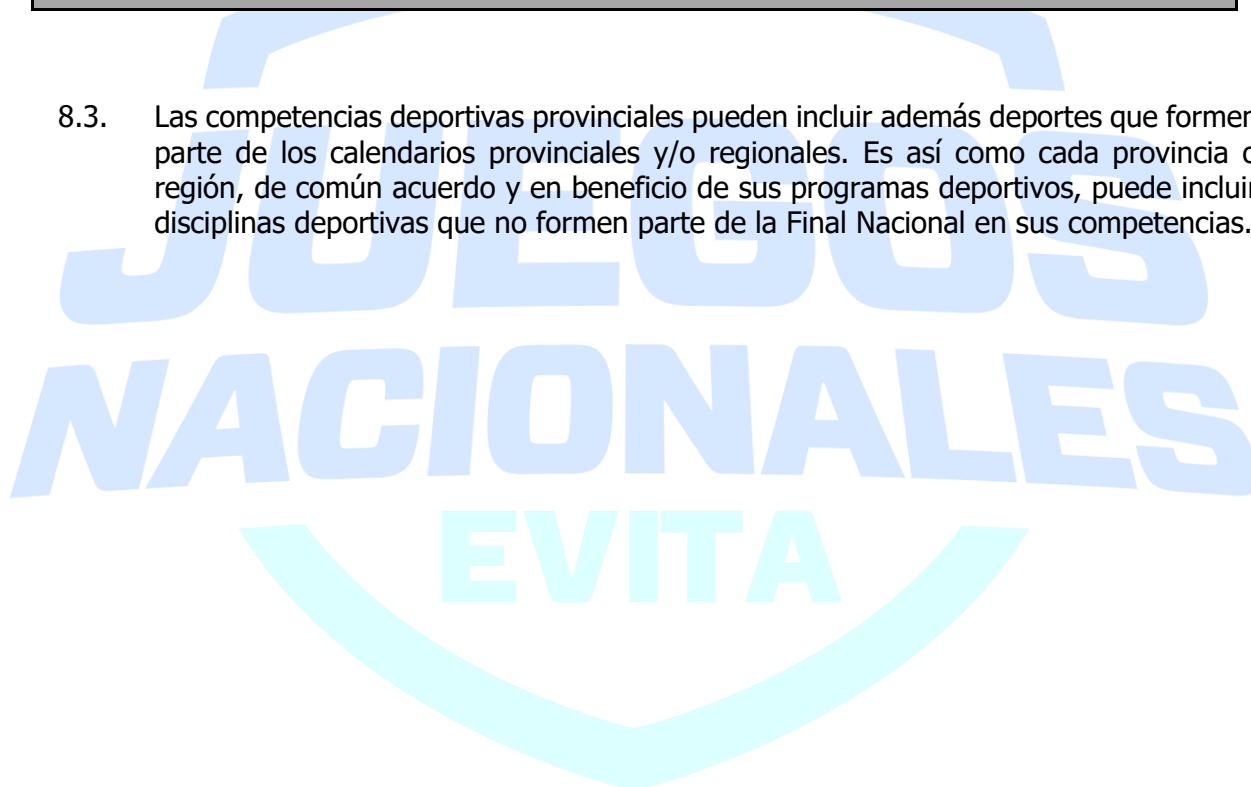 8.3. Las competencias deportivas provinciales pueden incluir además deportes que formen
parte de los calendarios provinciales y/o regionales. Es así como cada provincia o
región, de común acuerdo y en beneficio de sus programas deportivos, puede incluir
disciplinas deportivas que no formen parte de la Final Nacional en sus competencias.
JUEGOS
NACIONALES
EVITA